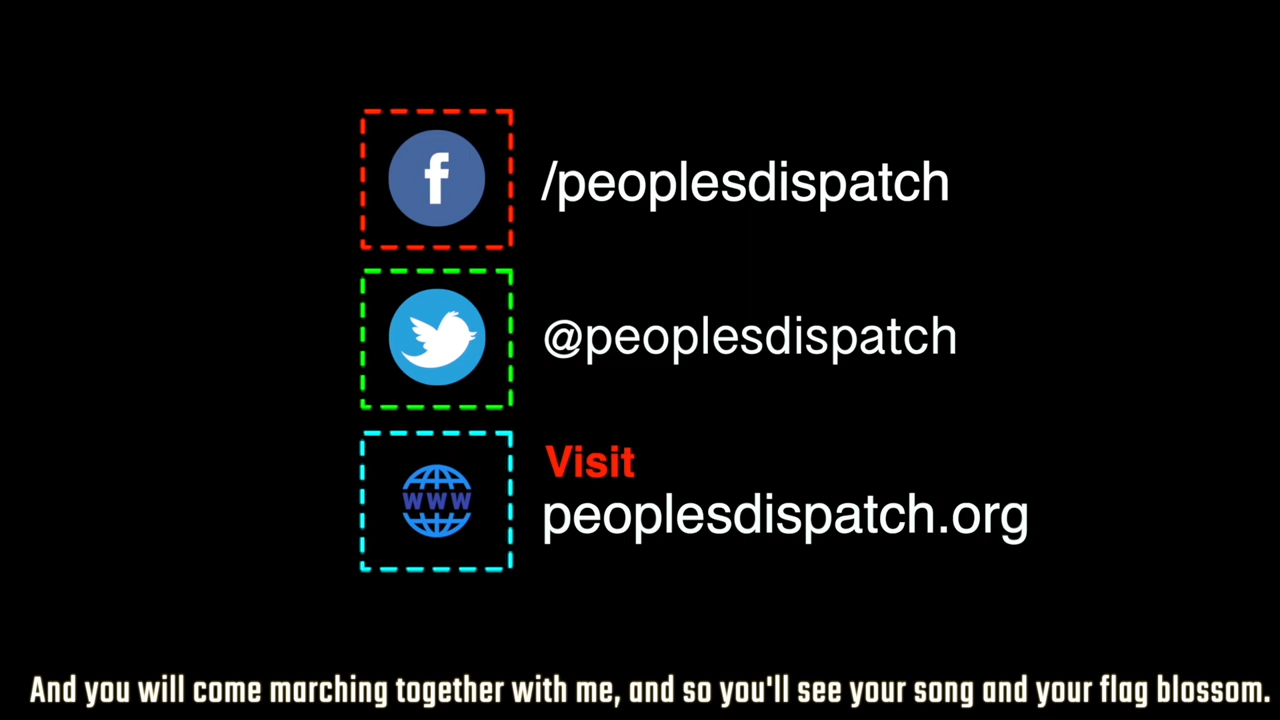 f
/peoplesdispatch
@peoplesdispatch
Visit
WWW
peoplesdispatch.org
And you will come marching together with me, and so you'll see your song and your flag blossom.